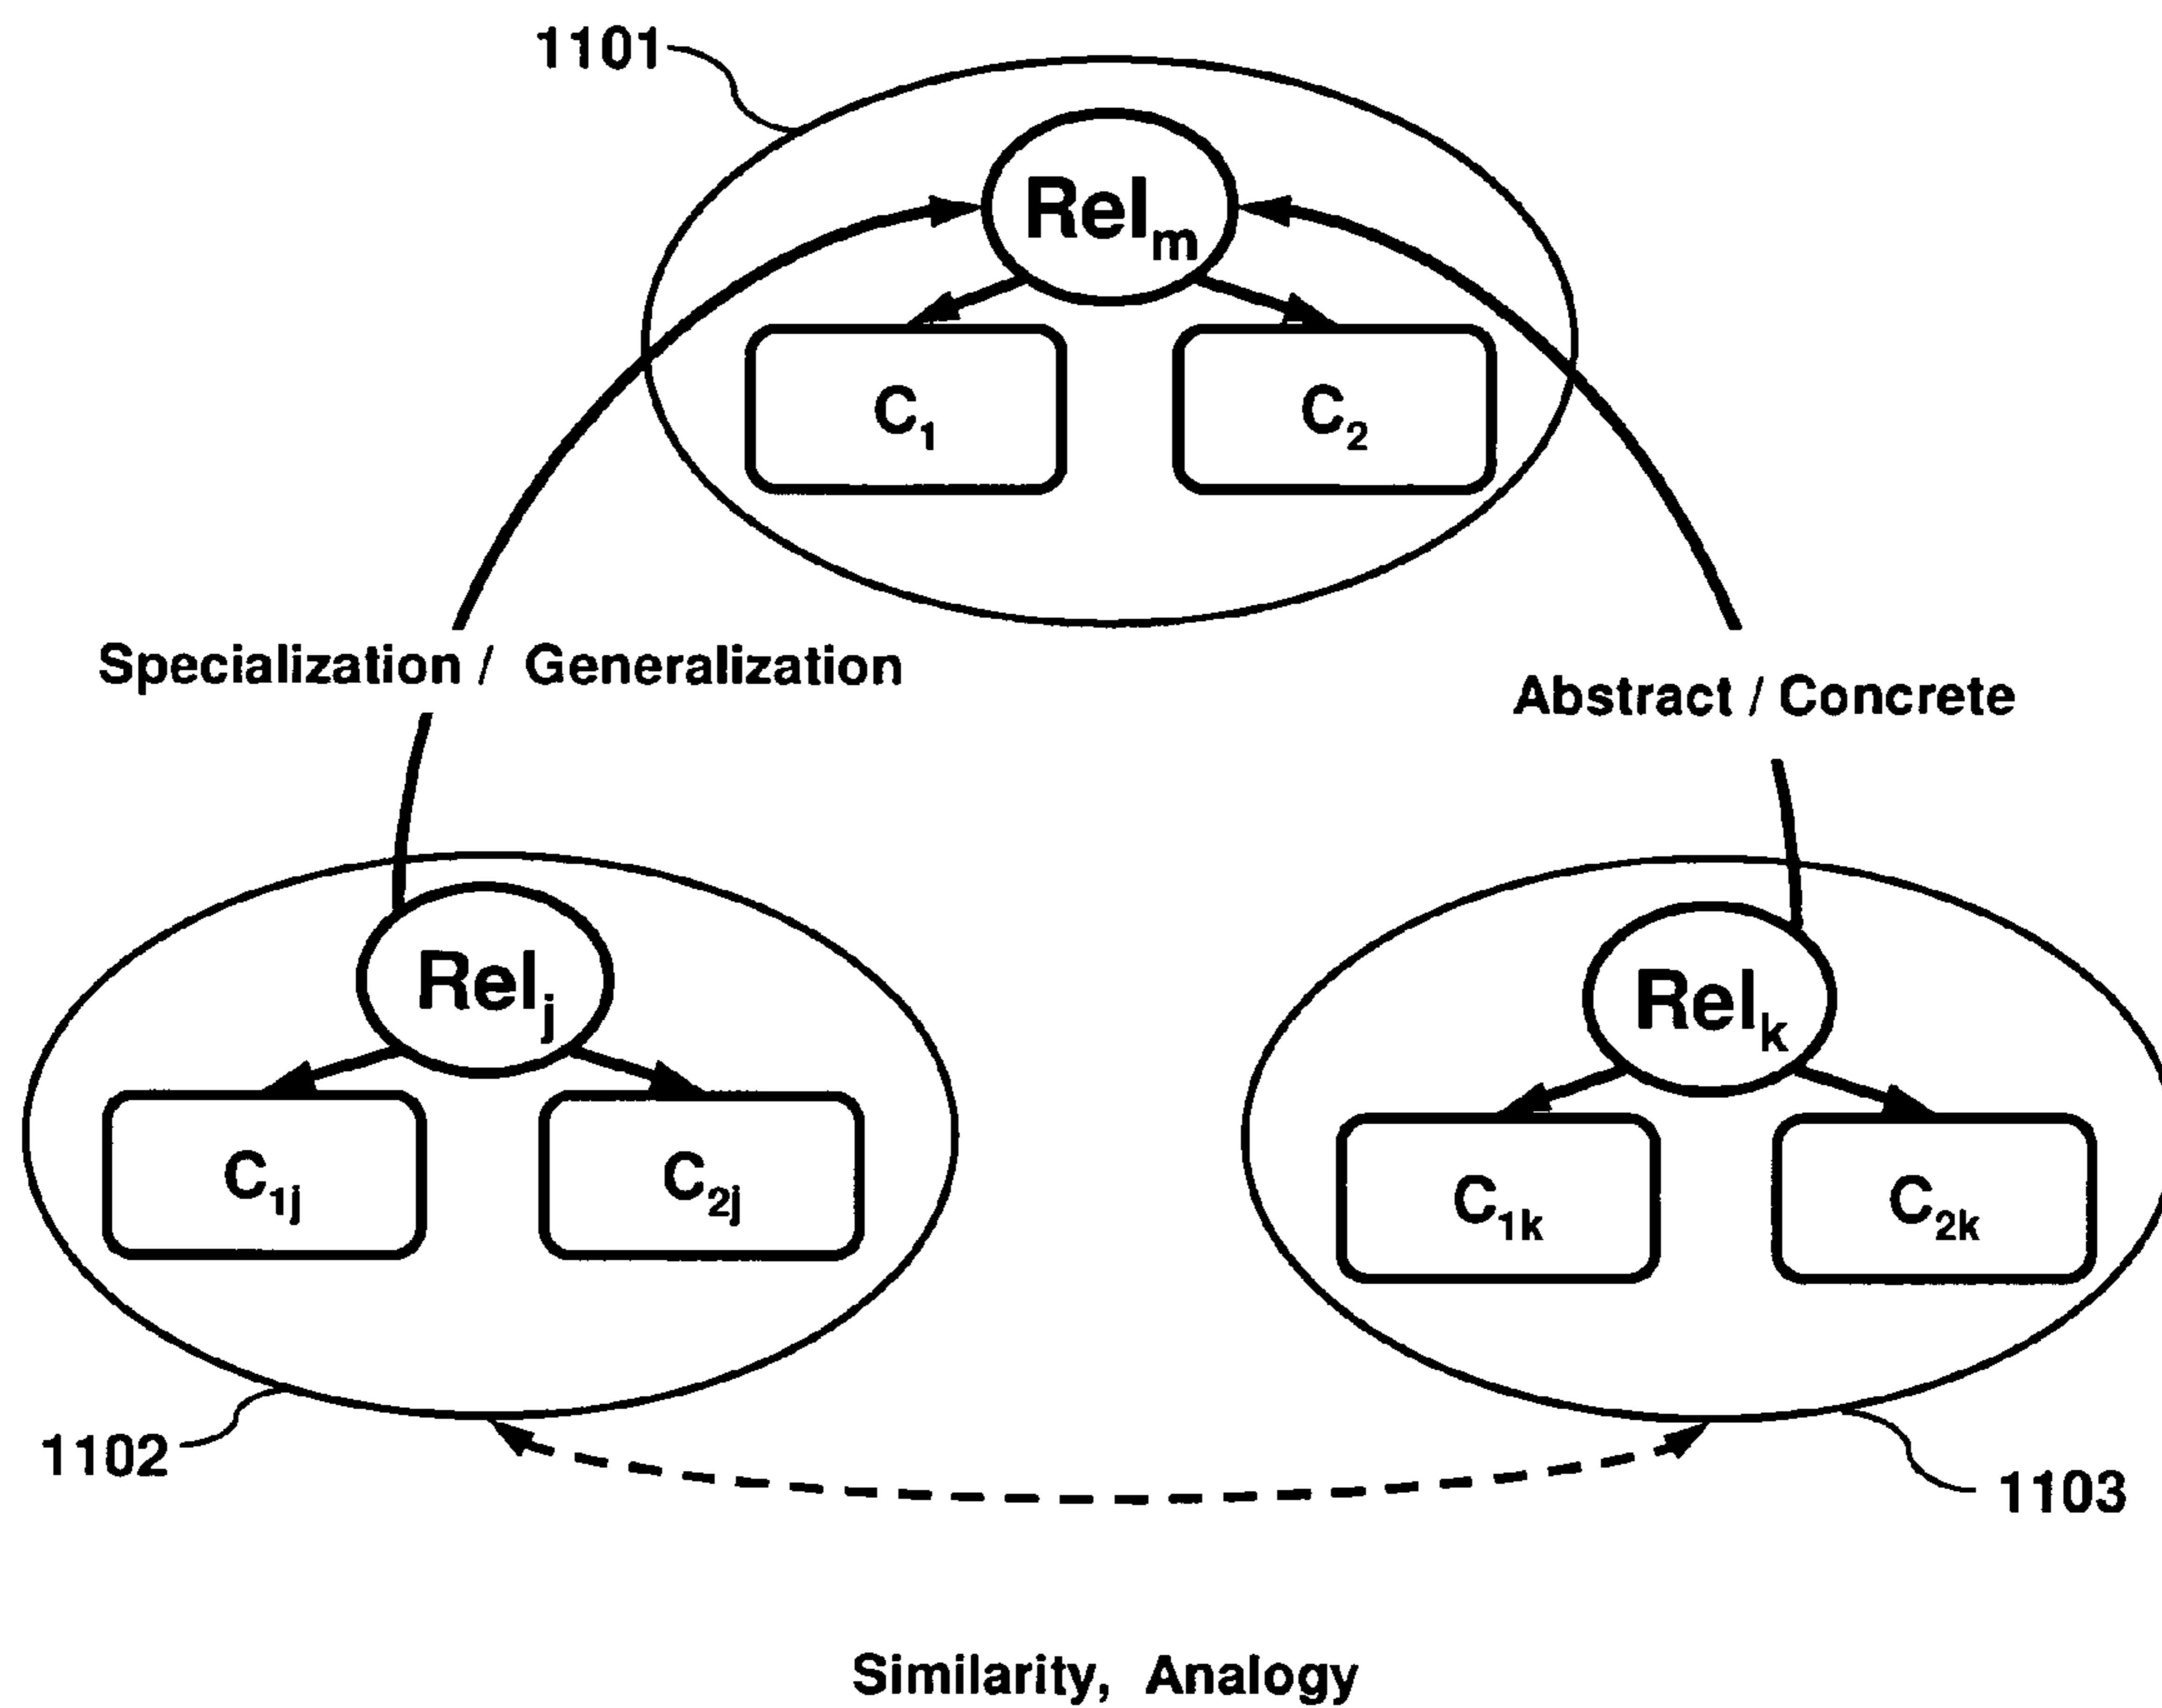 1101
Relm
C1
C2
Specialization / Generalization
Abstract / Concrete
Relj
Relk
C1j
C2j
C1k
C2k
1102
1103
Similarity, Analogy